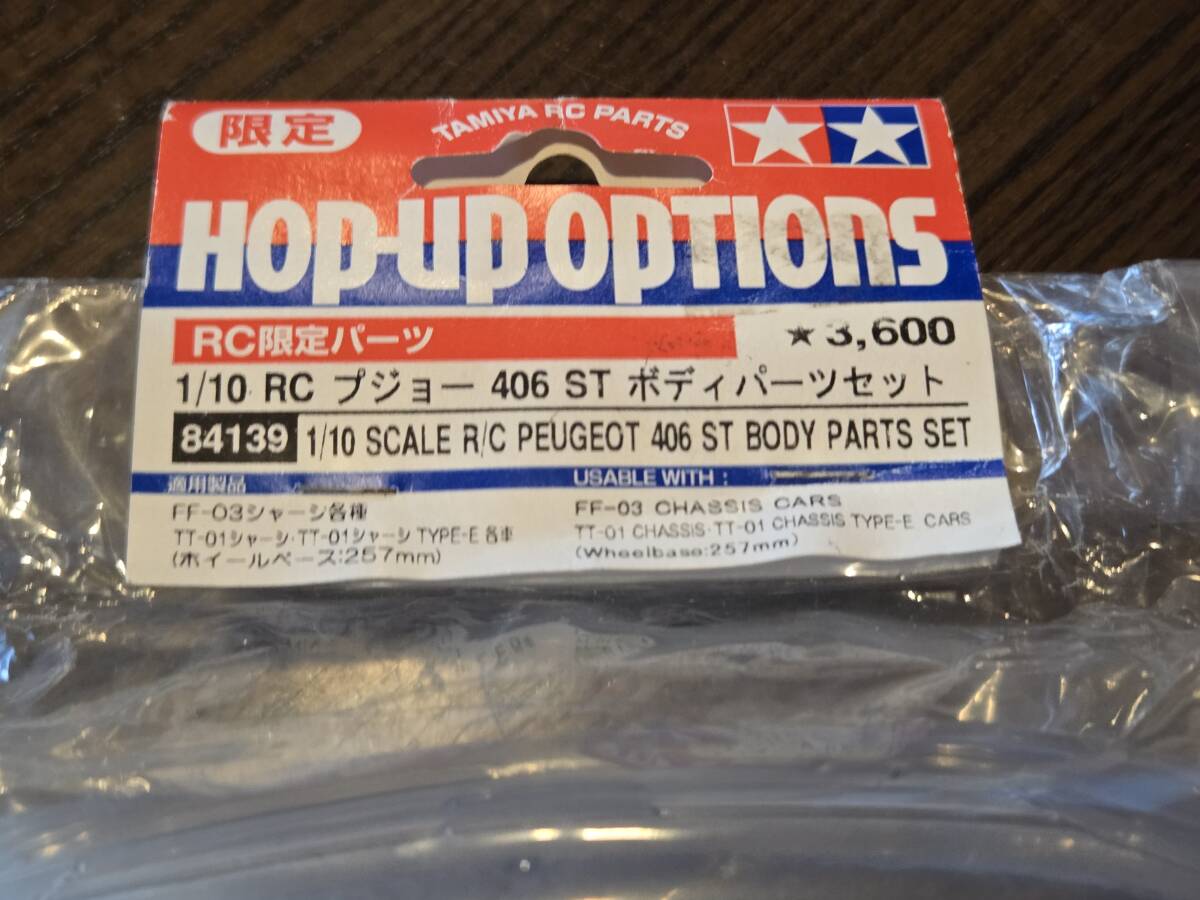 限定
TAMIYA RC PARTS
HOP-UP OPTIONS
RC限定パーツ
★3,600
1/10 RC プジョー 406 ST ボディパーツセット
84139 1/10 SCALE R/C PEUGEOT 406 ST BODY PARTS SET
適用製品
USABLE WITH :
FF-03シャーシ各種
TT-01シャーシ・TT-01シャーシ TYPE-E 各車
(ホイールベース:257mm)
FF-03 CHASSIS CARS
TT-01 CHASSIS・TT-01 CHASSIS TYPE-E CARS
(Wheelbase:257mm)